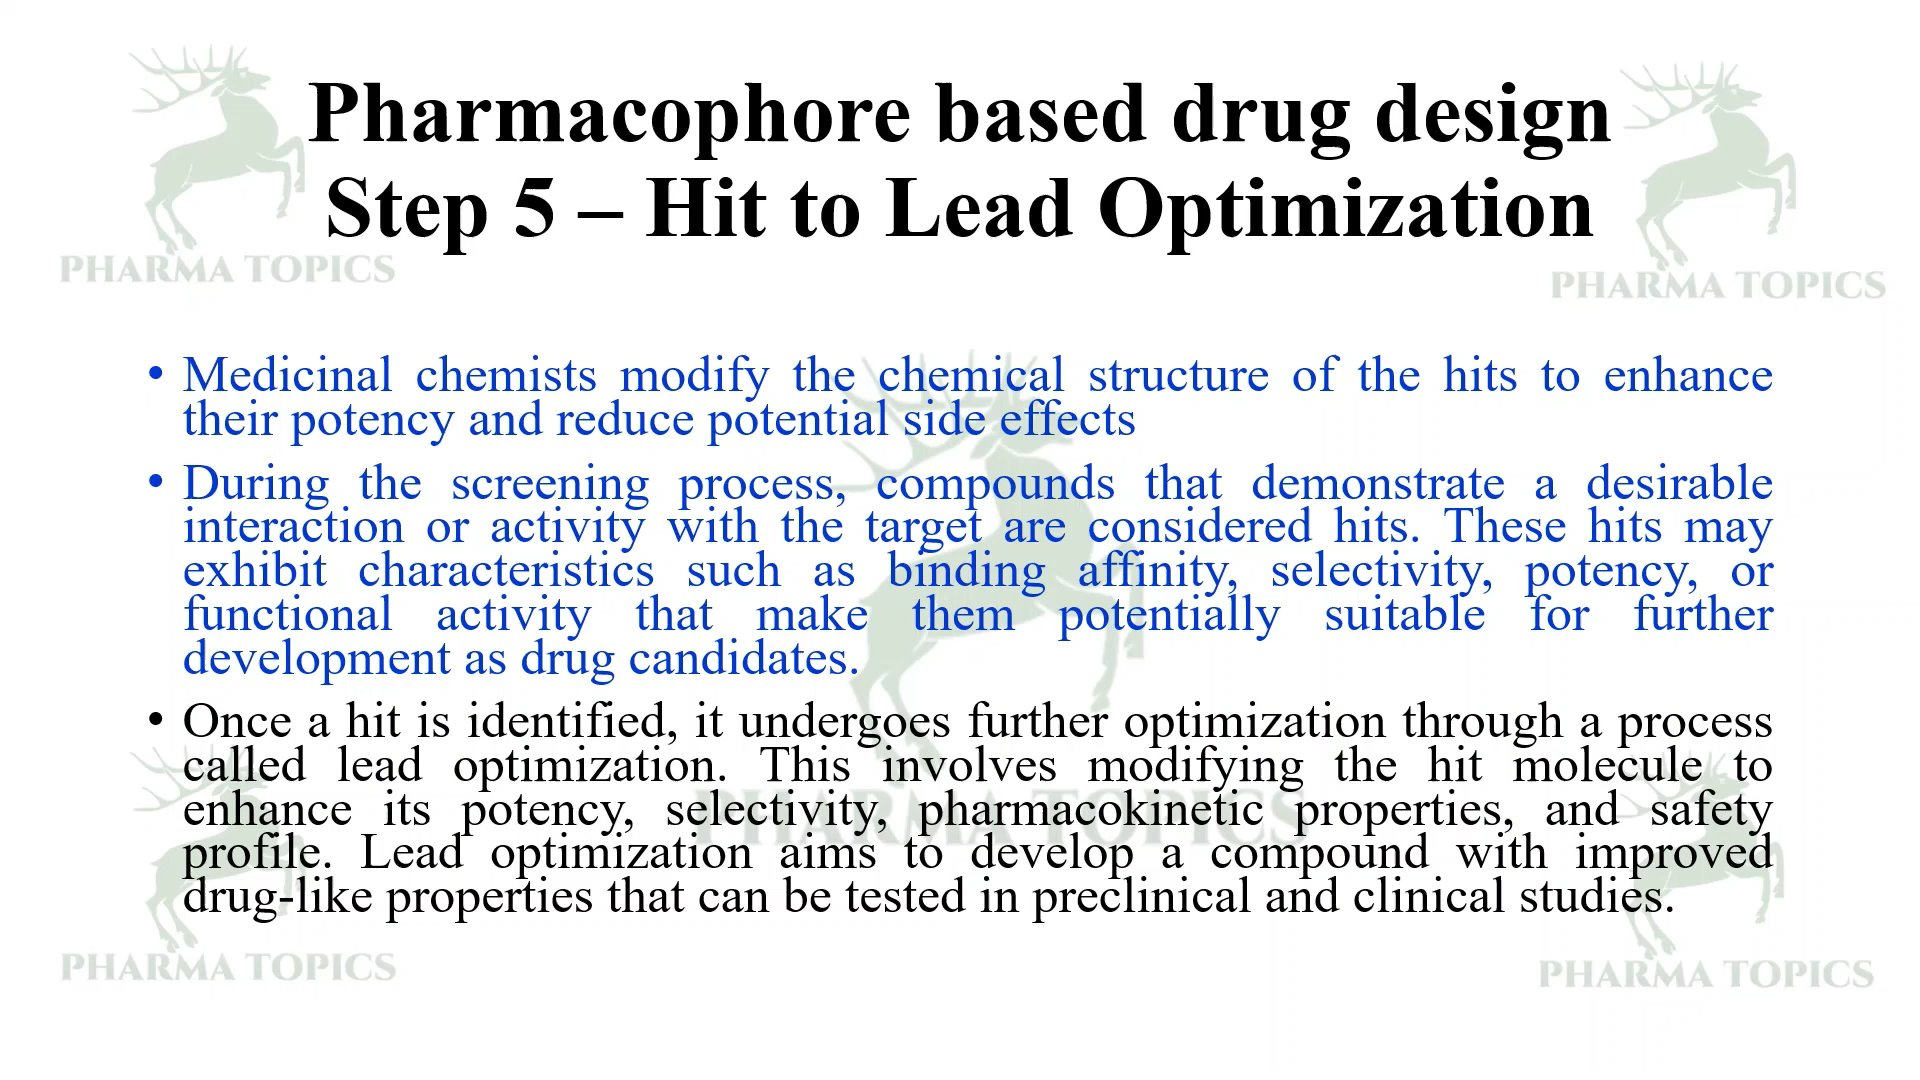 Pharmacophore based drug design
Step 5 – Hit to Lead Optimization
PHARMA TOPICS
PHARMA TOPICS
• Medicinal chemists modify the chemical structure of the hits to enhance
their potency and reduce potential side effects
• During the screening process, compounds that demonstrate a desirable
interaction or activity with the target are considered hits. These hits may
exhibit characteristics such as binding affinity, selectivity, potency, or
functional activity that make them potentially suitable for further
development as drug candidates.
• Once a hit is identified, it undergoes further optimization through a process
called lead optimization. This involves modifying the hit molecule to
enhance its potency, selectivity, pharmacokinetic properties, and safety
PHARMA TOPICS
profile. Lead optimization aims to develop a compound with improved
drug-like properties that can be tested in preclinical and clinical studies.
PHARMA TOPICS
PHARMA TOPICS